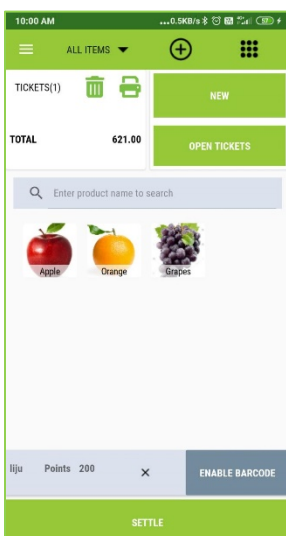 10:00 AM ...0.5KB/s
ALL ITEMS
TICKETS(1)
NEW
TOTAL 621.00
OPEN TICKETS
Enter product name to search
Apple Orange Grapes
liju Points 200 ×
ENABLE BARCODE
SETTLE